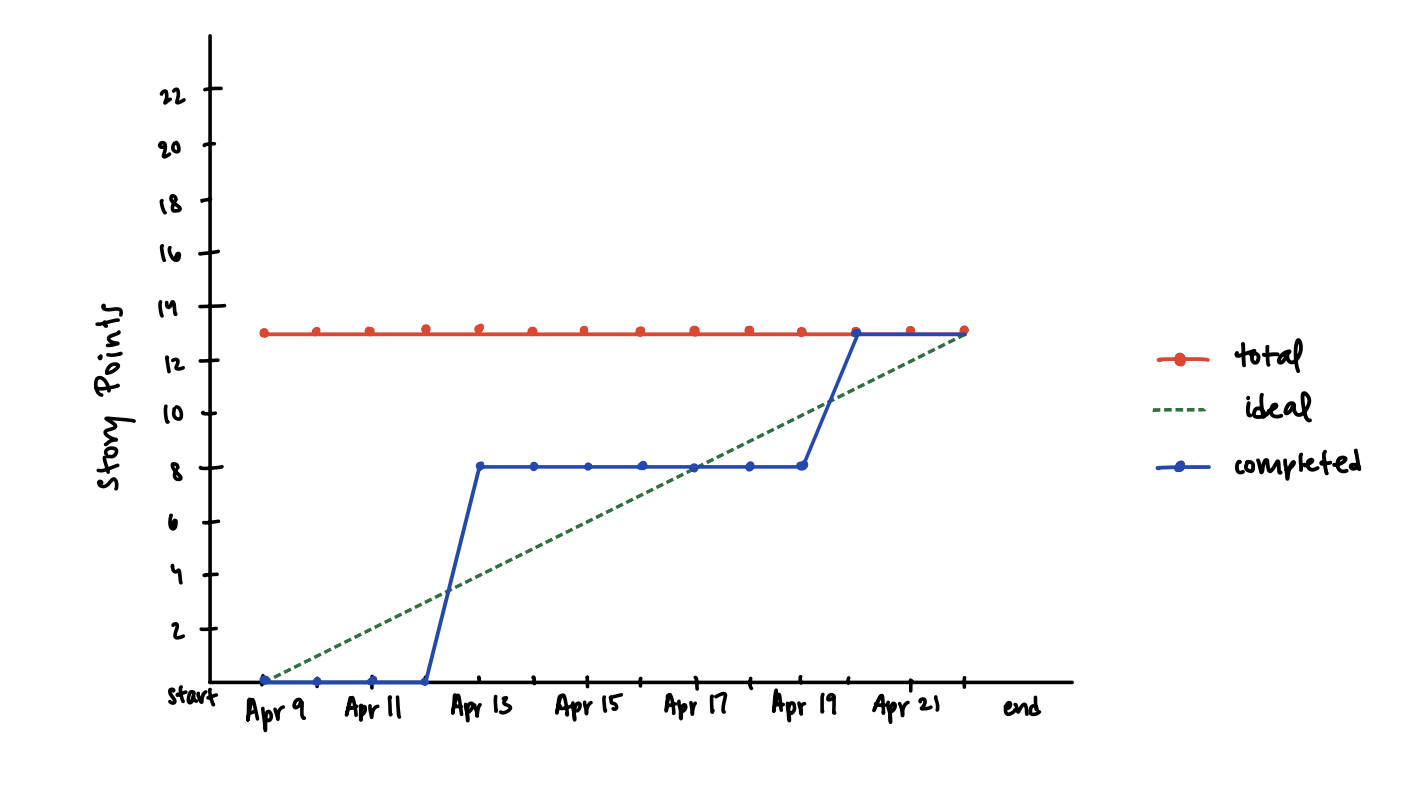 22
20
18
16
14
12
10
8
6
4
2
Story Points
start
Apr 9
Apr 11
Apr 13
Apr 15
Apr 17
Apr 19
Apr 21
end
total
ideal
completed